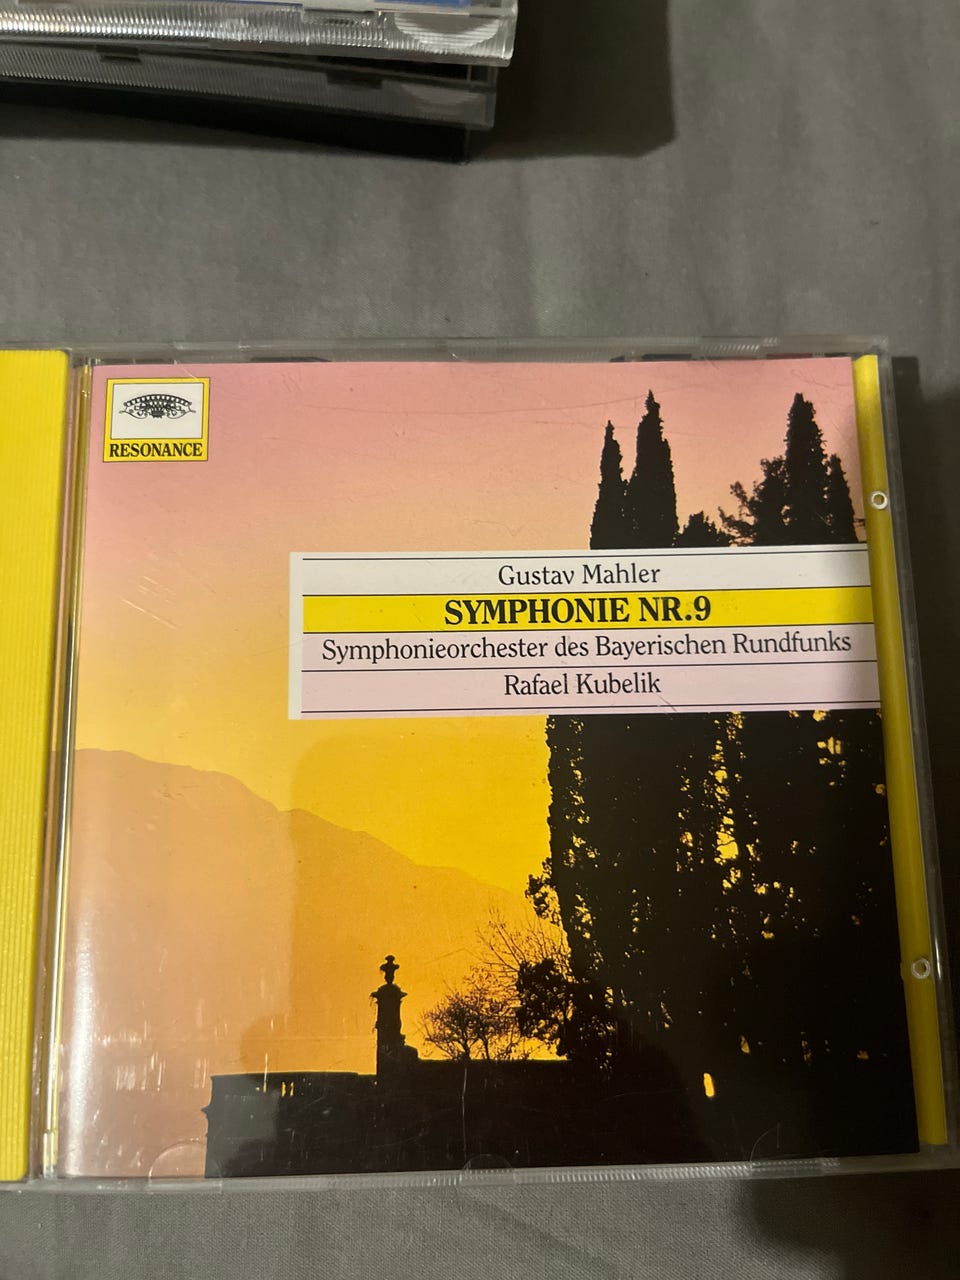 RESONANCE
Gustav Mahler
SYMPHONIE NR.9
Symphonieorchester des Bayerischen Rundfunks
Rafael Kubelik